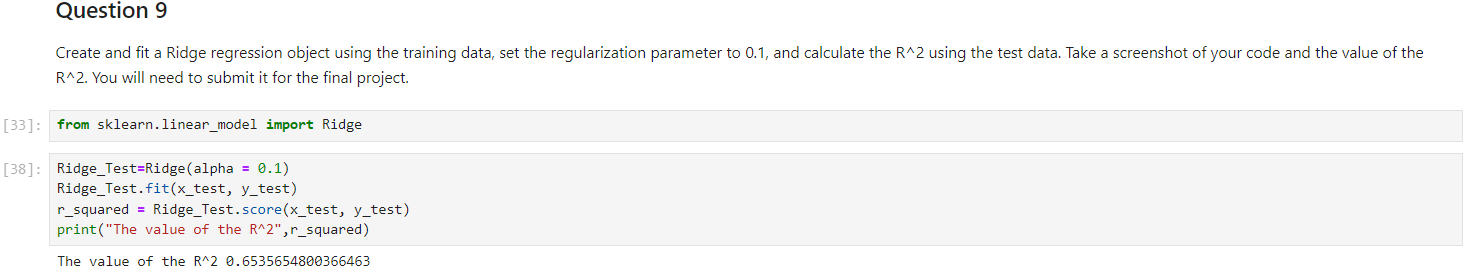 Question 9
Create and fit a Ridge regression object using the training data, set the regularization parameter to 0.1, and calculate the R^2 using the test data. Take a screenshot of your code and the value of the
R^2. You will need to submit it for the final project.
[33]: from sklearn.linear_model import Ridge
[38]: Ridge_Test=Ridge(alpha = 0.1)
Ridge_Test.fit(x_test, y_test)
r_squared = Ridge_Test.score(x_test, y_test)
print("The value of the R^2",r_squared)
The value of the R^2 0.6535654800366463